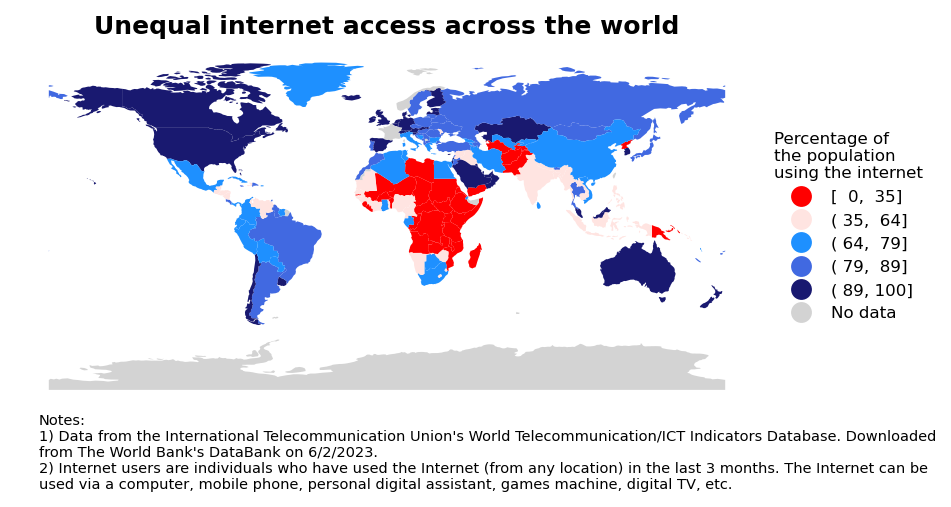 Unequal internet access across the world
Percentage of
the population
using the internet
[  0,  35]
( 35,  64]
( 64,  79]
( 79,  89]
( 89, 100]
No data
Notes:
1) Data from the International Telecommunication Union's World Telecommunication/ICT Indicators Database. Downloaded
from The World Bank's DataBank on 6/2/2023.
2) Internet users are individuals who have used the Internet (from any location) in the last 3 months. The Internet can be
used via a computer, mobile phone, personal digital assistant, games machine, digital TV, etc.